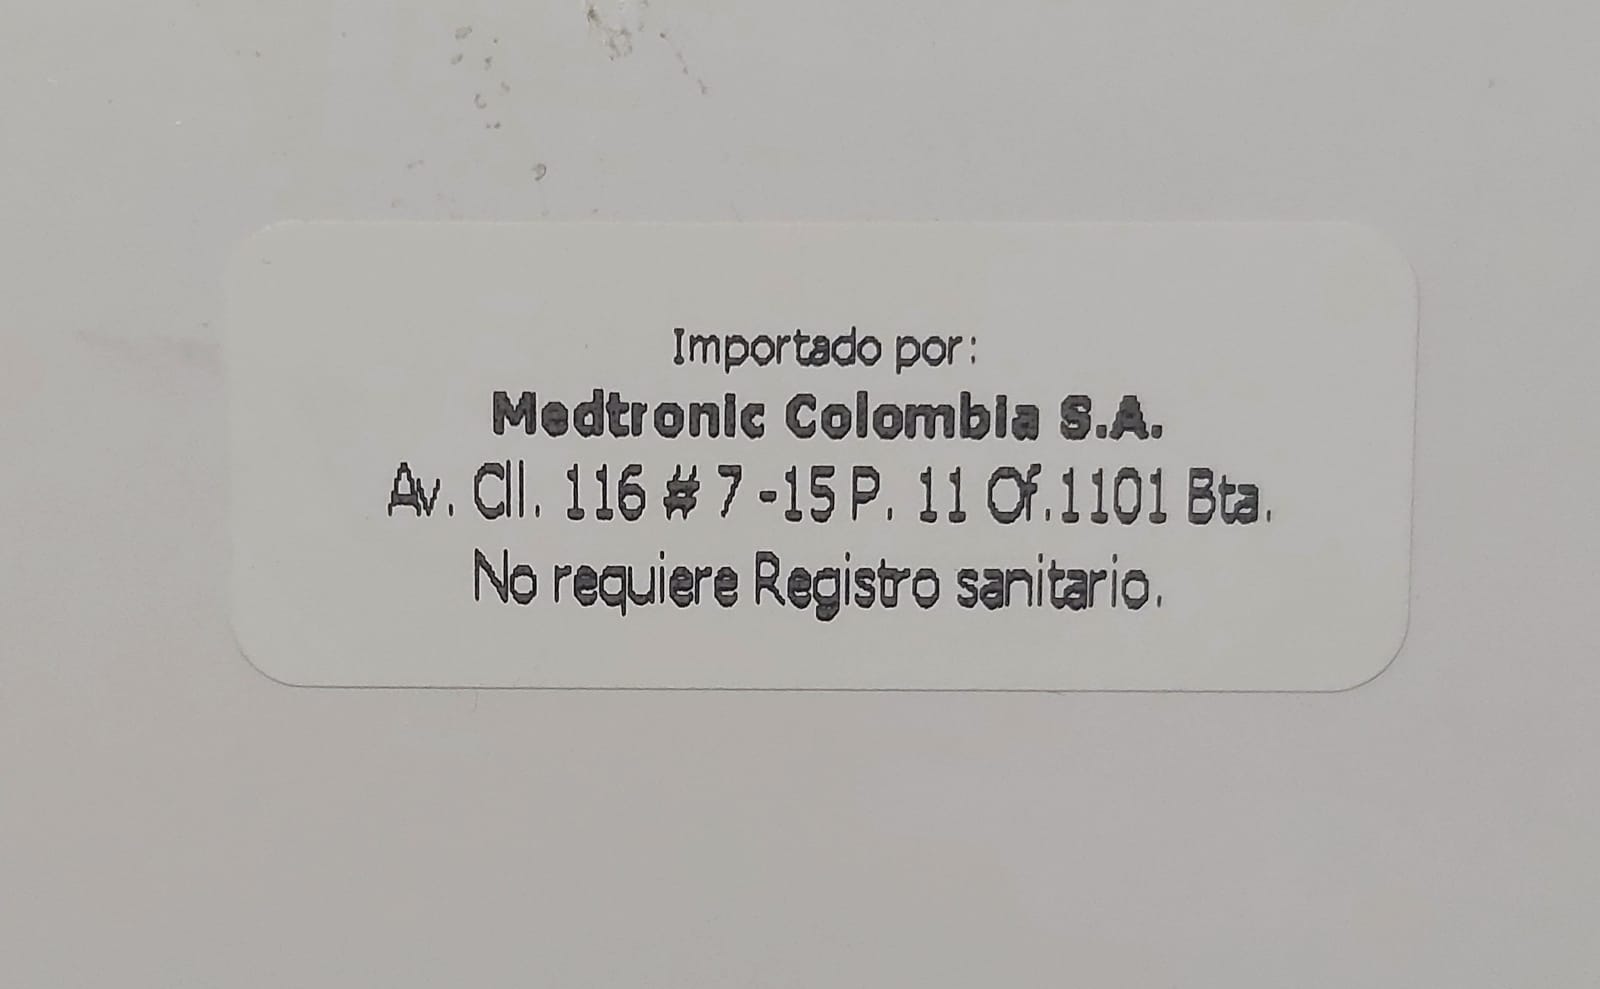 Importado por:
Medtronic Colombia S.A.
Av. Cll. 116 # 7 -15 P. 11 Of.1101 Bta.
No requiere Registro sanitario.